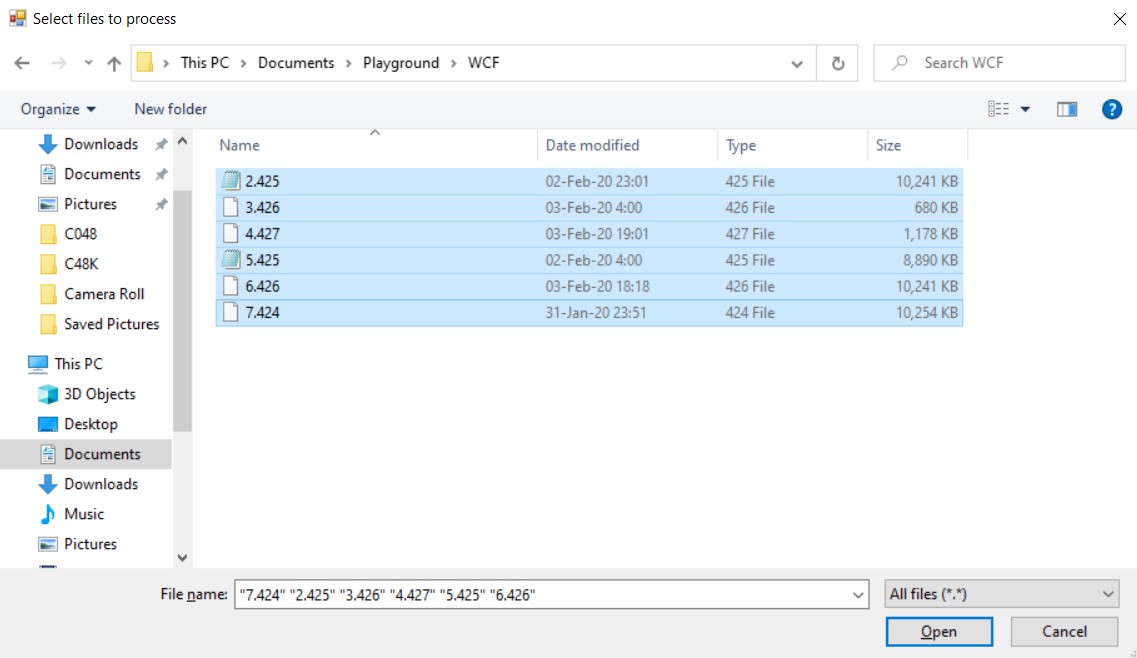 Select files to process
This PC > Documents > Playground > WCF
Search WCF
Organize
New folder
?
Downloads
Documents
Pictures
C048
C48K
Camera Roll
Saved Pictures
This PC
3D Objects
Desktop
Documents
Downloads
Music
Pictures
Name Date modified Type Size
2.425 02-Feb-20 23:01 425 File 10,241 KB
3.426 03-Feb-20 4:00 426 File 680 KB
4.427 03-Feb-20 19:01 427 File 1,178 KB
5.425 02-Feb-20 4:00 425 File 8,890 KB
6.426 03-Feb-20 18:18 426 File 10,241 KB
7.424 31-Jan-20 23:51 424 File 10,254 KB
File name: "7.424" "2.425" "3.426" "4.427" "5.425" "6.426"
All files (*.*)
Open Cancel